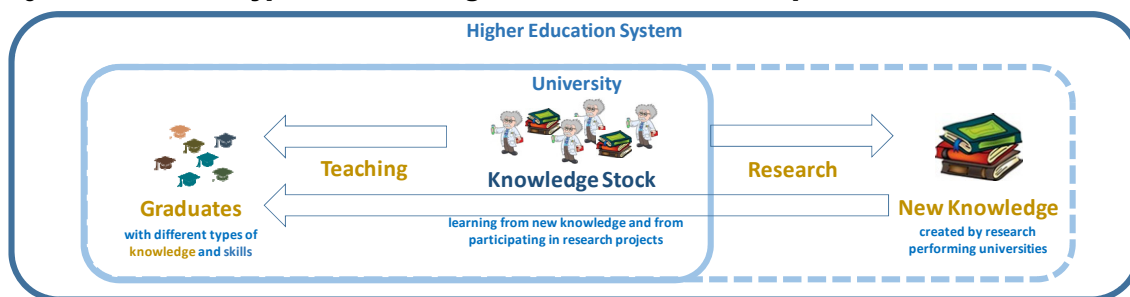 Higher Education System
University
Teaching
Knowledge Stock
Research
Graduates
New Knowledge
with different types of
knowledge and skills
learning from new knowledge and from
participating in research projects
created by research
performing universities